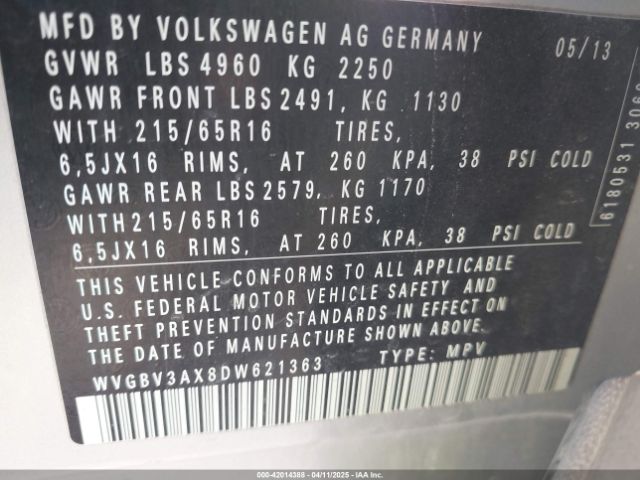 MFD BY VOLKSWAGEN AG GERMANY 05/13
GVWR LBS 4960 KG 2250
GAWR FRONT LBS 2491, KG 1130
WITH 215/65R16 TIRES,
6,5JX16 RIMS, AT 260 KPA, 38 PSI COLD
GAWR REAR LBS 2579, KG 1170
WITH 215/65R16 TIRES,
6,5JX16 RIMS, AT 260 KPA, 38 PSI COLD
THIS VEHICLE CONFORMS TO ALL APPLICABLE
U.S. FEDERAL MOTOR VEHICLE SAFETY AND
THEFT PREVENTION STANDARDS IN EFFECT ON
THE DATE OF MANUFACTURE SHOWN ABOVE.
WVGBV3AX8DW621363 TYPE: MPV
6180531
000-42014388 - 04/11/2025 - IAA Inc.